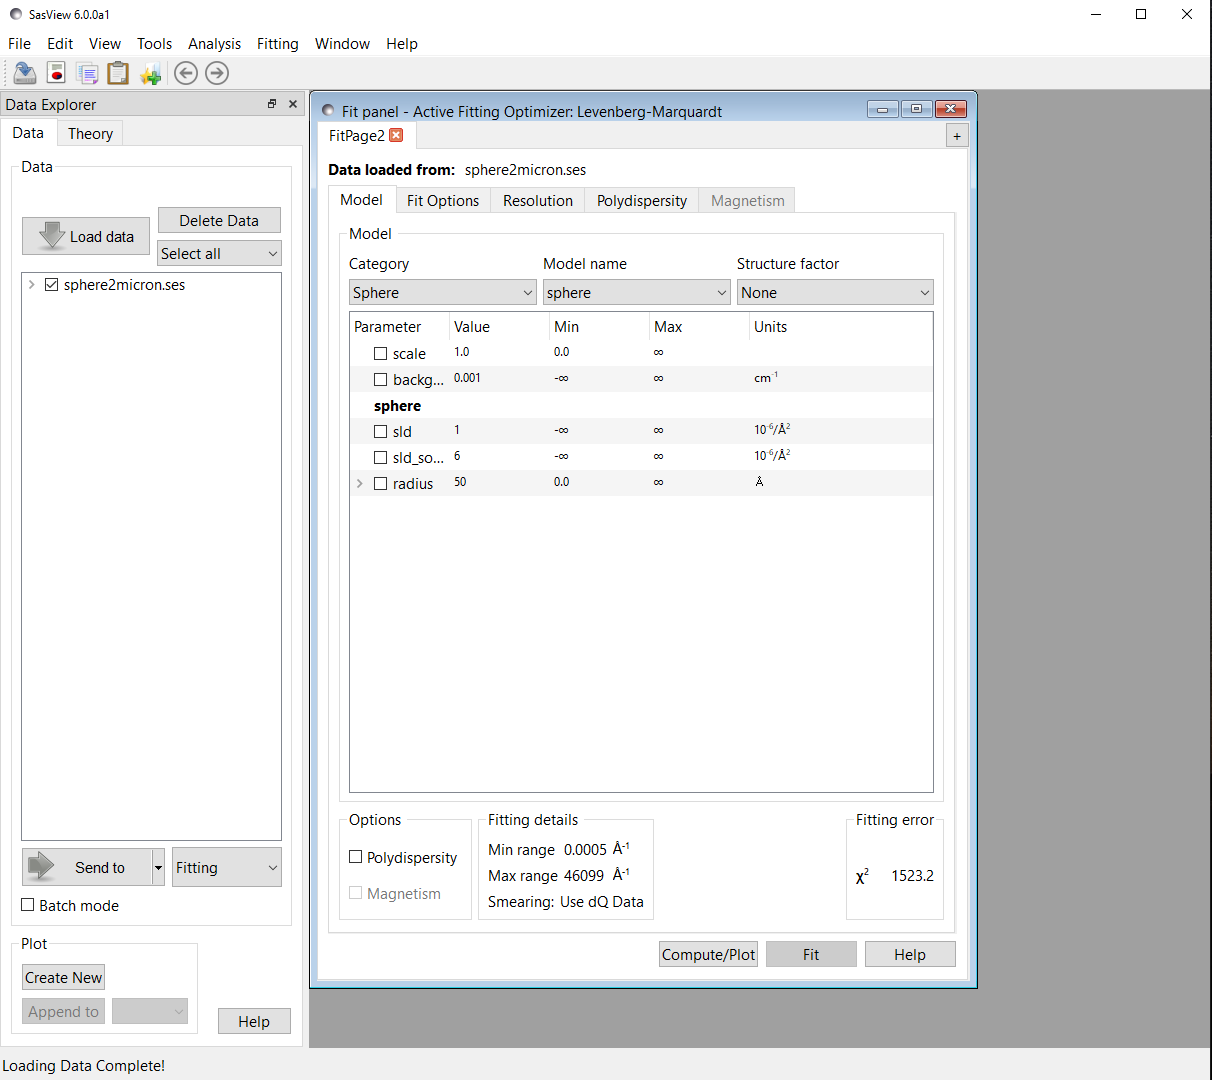 SasView 6.0.0a1
File Edit View Tools Analysis Fitting Window Help
Data Explorer
Data Theory
Data
Load data
Delete Data
Select all
sphere2micron.ses
Send to
Fitting
Batch mode
Plot
Create New
Append to
Help
Loading Data Complete!
Fit panel - Active Fitting Optimizer: Levenberg-Marquardt
FitPage2
+
Data loaded from: sphere2micron.ses
Model Fit Options Resolution Polydispersity Magnetism
Model
Category Model name Structure factor
Sphere sphere None
Parameter Value Min Max Units
scale 1.0 0.0 ∞
backg... 0.001 -∞ ∞ cm⁻¹
sphere
sld 1 -∞ ∞ 10⁻⁶/Å²
sld_so... 6 -∞ ∞ 10⁻⁶/Å²
radius 50 0.0 ∞ Å
Options
Polydispersity
Magnetism
Fitting details
Min range 0.0005 Å⁻¹
Max range 46099 Å⁻¹
Smearing: Use dQ Data
Fitting error
χ² 1523.2
Compute/Plot Fit Help